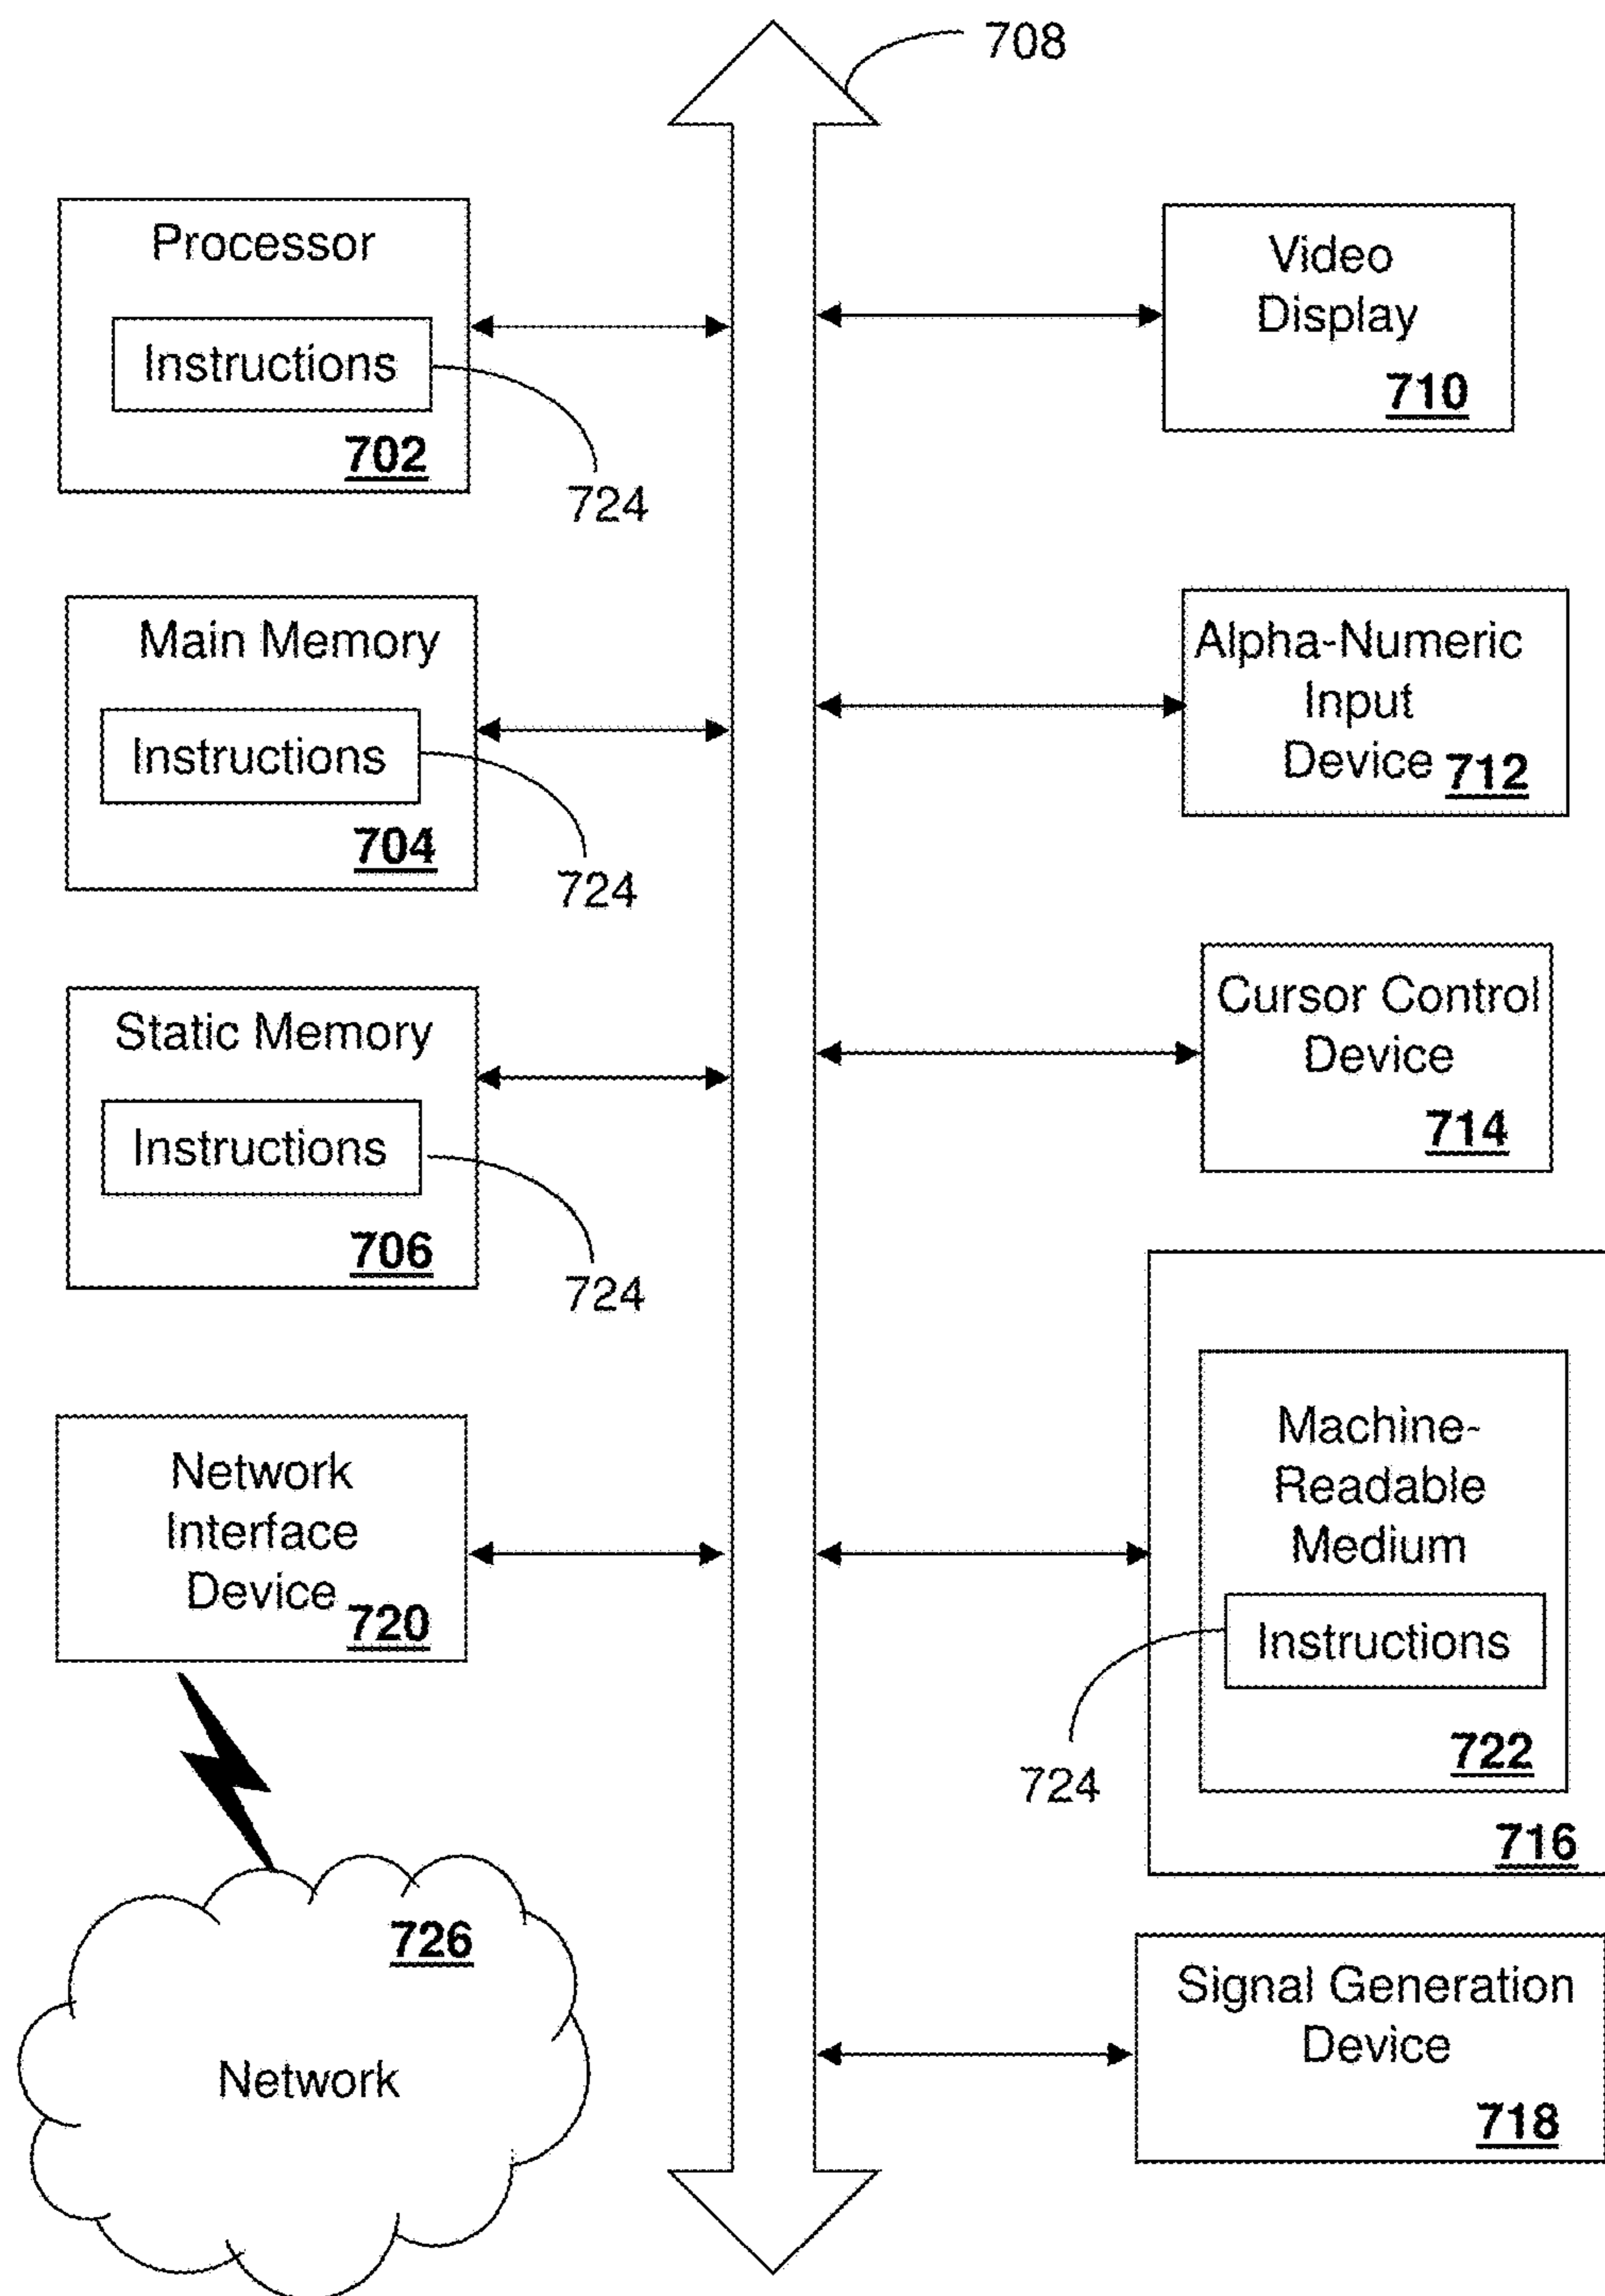 708
Processor
Instructions
702
724
Main Memory
Instructions
704
724
Static Memory
Instructions
706
724
Network
Interface
Device
720
726
Network
Video
Display
710
Alpha-Numeric
Input
Device 712
Cursor Control
Device
714
Machine-
Readable
Medium
Instructions
722
724
716
Signal Generation
Device
718